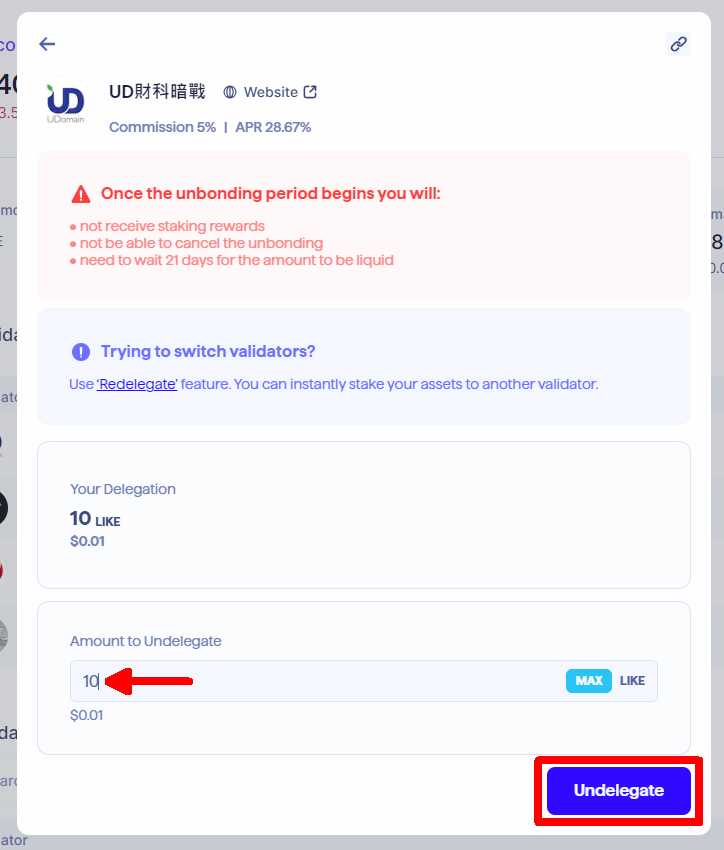 UD財科暗戰 Website
UDomain
Commission 5% | APR 28.67%
Once the unbonding period begins you will:
● not receive staking rewards
● not be able to cancel the unbonding
● need to wait 21 days for the amount to be liquid
Trying to switch validators?
Use ‘Redelegate’ feature. You can instantly stake your assets to another validator.
Your Delegation
10 LIKE
$0.01
Amount to Undelegate
10 MAX LIKE
$0.01
Undelegate
ator